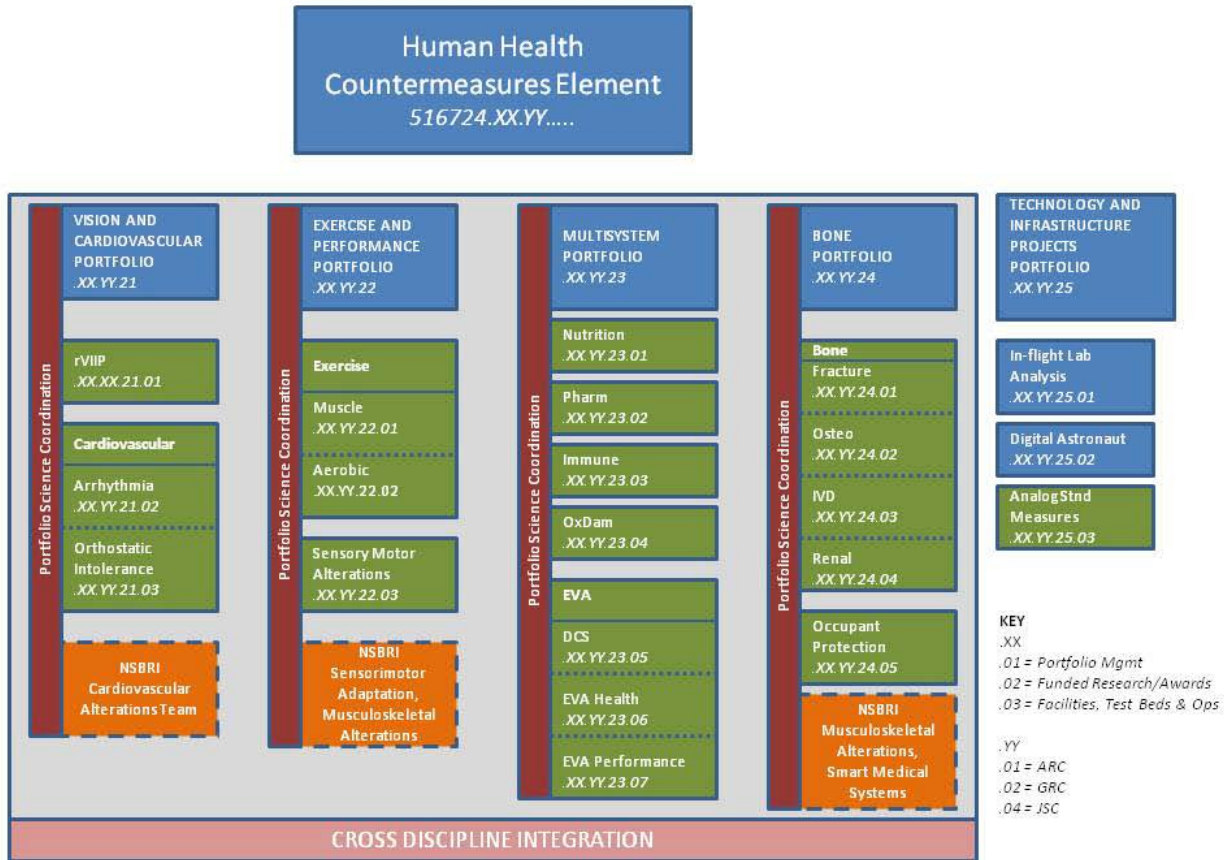 Human Health
Countermeasures Element
516724.XX.YY.....
Portfolio Science Coordination
VISION AND
CARDIOVASCULAR
PORTFOLIO
.XX.YY.21
rVIIP
.XX.XX.21.01
Cardiovascular
Arrhythmia
.XX.YY.21.02
Orthostatic
Intolerance
.XX.YY.21.03
NSBRI
Cardiovascular
Alterations Team
Portfolio Science Coordination
EXERCISE AND
PERFORMANCE
PORTFOLIO
.XX.YY.22
Exercise
Muscle
.XX.YY.22.01
Aerobic
.XX.YY.22.02
Sensory Motor
Alterations
.XX.YY.22.03
NSBRI
Sensorimotor
Adaptation,
Musculoskeletal
Alterations
Portfolio Science Coordination
MULTISYSTEM
PORTFOLIO
.XX.YY.23
Nutrition
.XX.YY.23.01
Pharm
.XX.YY.23.02
Immune
.XX.YY.23.03
OxDam
.XX.YY.23.04
EVA
DCS
.XX.YY.23.05
EVA Health
.XX.YY.23.06
EVA Performance
.XX.YY.23.07
Portfolio Science Coordination
BONE
PORTFOLIO
.XX.YY.24
Bone
Fracture
.XX.YY.24.01
Osteo
.XX.YY.24.02
IVD
.XX.YY.24.03
Renal
.XX.YY.24.04
Occupant
Protection
.XX.YY.24.05
NSBRI
Musculoskeletal
Alterations,
Smart Medical
Systems
TECHNOLOGY AND
INFRASTRUCTURE
PROJECTS
PORTFOLIO
.XX.YY.25
In-flight Lab
Analysis
.XX.YY.25.01
Digital Astronaut
.XX.YY.25.02
Analog Stnd
Measures
.XX.YY.25.03
KEY
.XX
.01 = Portfolio Mgmt
.02 = Funded Research/Awards
.03 = Facilities, Test Beds & Ops
.YY
.01 = ARC
.02 = GRC
.04 = JSC
CROSS DISCIPLINE INTEGRATION